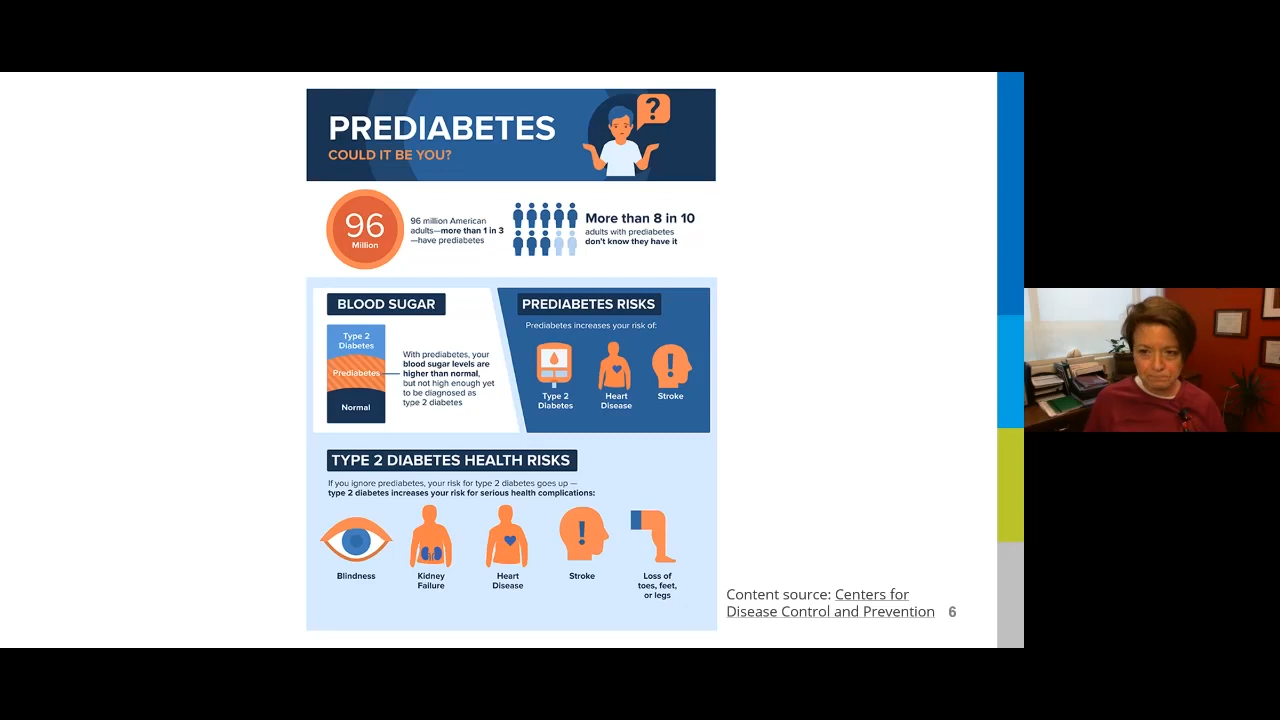 PREDIABETES
COULD IT BE YOU?
?
96
Million
96 million American
adults—more than 1 in 3
—have prediabetes
More than 8 in 10
adults with prediabetes
don't know they have it
BLOOD SUGAR
Type 2
Diabetes
Prediabetes
Normal
With prediabetes, your
blood sugar levels are
higher than normal,
but not high enough yet
to be diagnosed as
type 2 diabetes
PREDIABETES RISKS
Prediabetes increases your risk of:
!
Type 2
Diabetes
Heart
Disease
Stroke
TYPE 2 DIABETES HEALTH RISKS
If you ignore prediabetes, your risk for type 2 diabetes goes up —
type 2 diabetes increases your risk for serious health complications:
!
Blindness
Kidney
Failure
Heart
Disease
Stroke
Loss of
toes, feet,
or legs
Content source: Centers for
Disease Control and Prevention
6